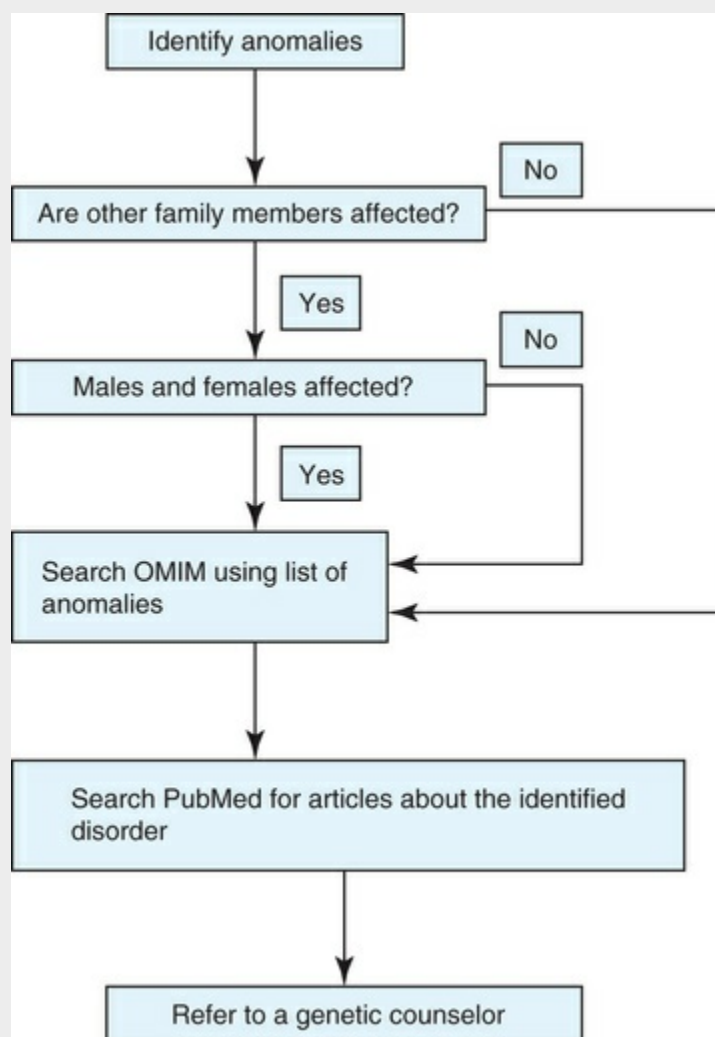 Identify anomalies
No
Are other family members affected?
Yes
No
Males and females affected?
Yes
Search OMIM using list of
anomalies
Search PubMed for articles about the identified
disorder
Refer to a genetic counselor